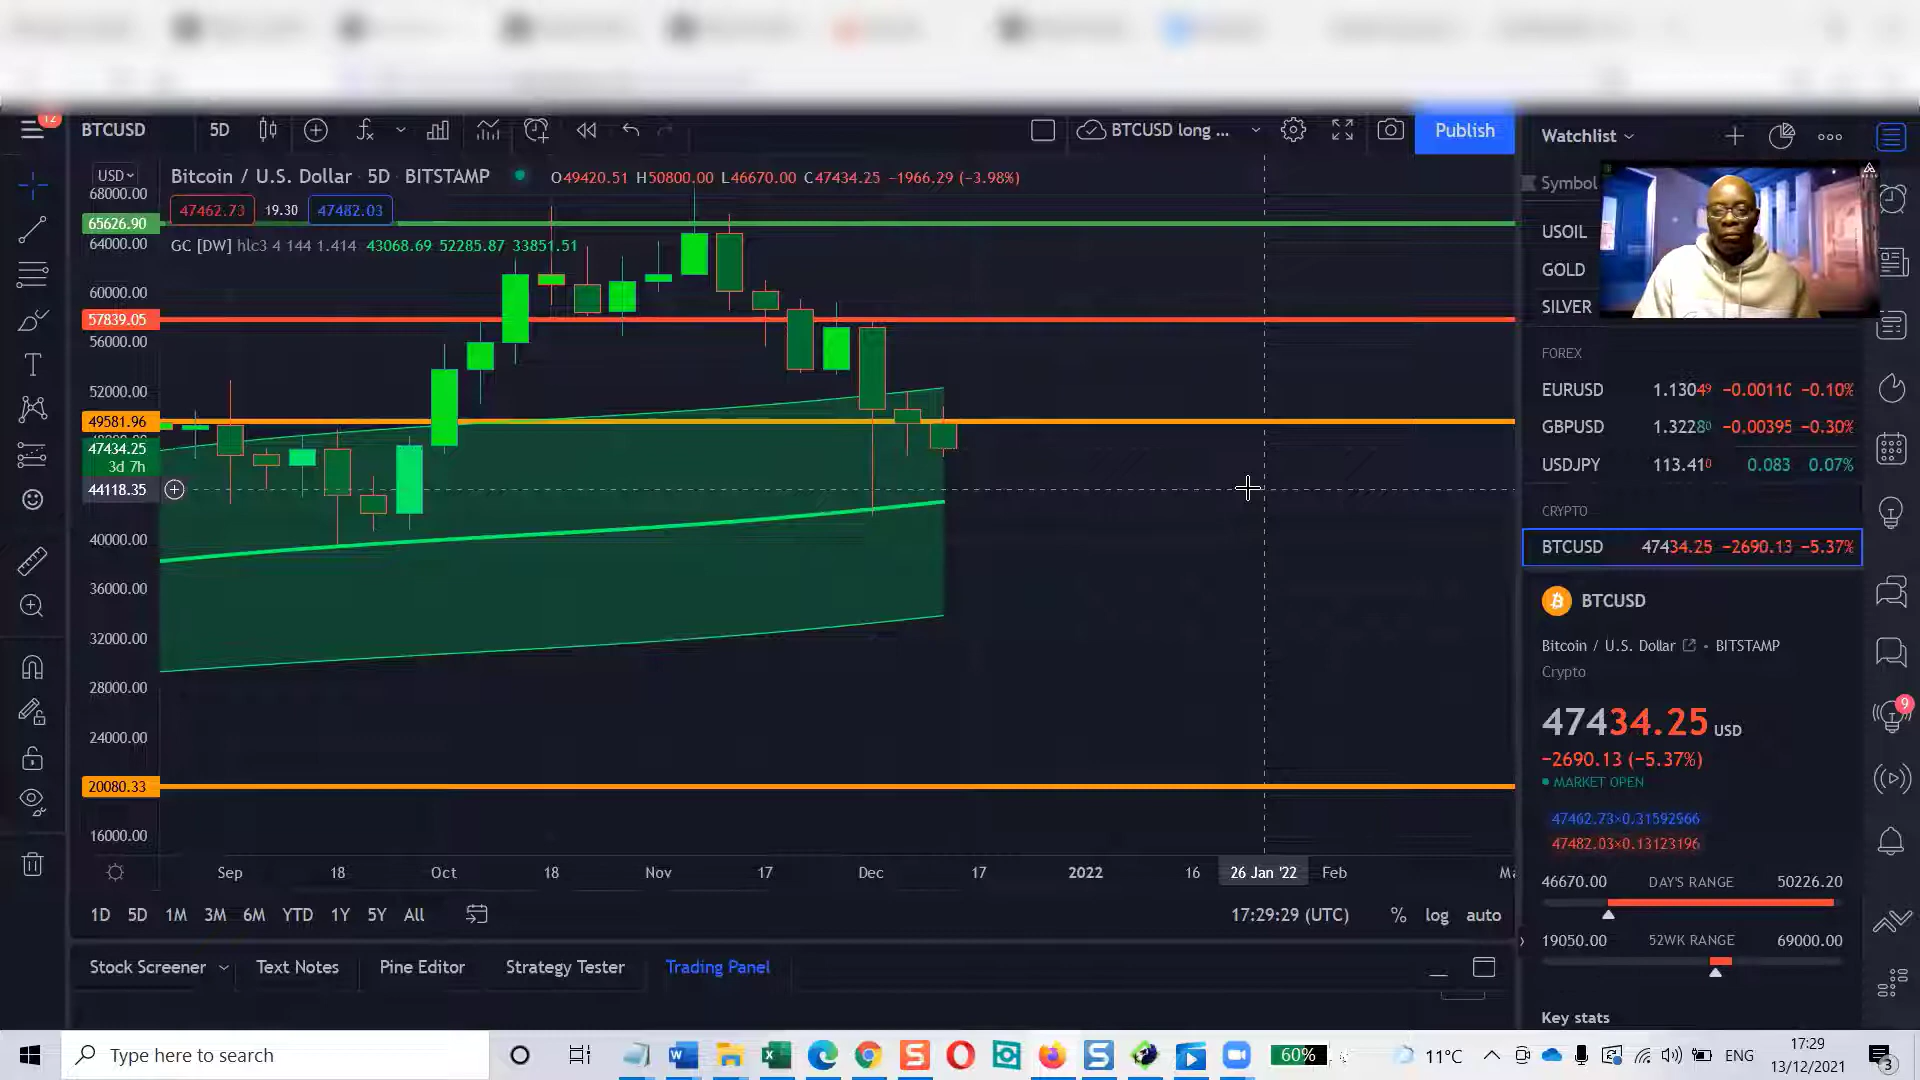 12
BTCUSD 5D BTCUSD long ... Publish
Watchlist
Symbol
USOIL
GOLD
SILVER
FOREX
EURUSD 1.13049 −0.00110 −0.10%
GBPUSD 1.32280 −0.00395 −0.30%
USDJPY 113.410 0.083 0.07%
CRYPTO
BTCUSD 47434.25 −2690.13 −5.37%
BTCUSD
Bitcoin / U.S. Dollar • BITSTAMP
Crypto
47434.25 USD
−2690.13 (−5.37%)
MARKET OPEN
47462.73×0.31592966
47482.03×0.13123196
46670.00 DAY'S RANGE 50226.20
19050.00 52WK RANGE 69000.00
Key stats
9
USD
Bitcoin / U.S. Dollar 5D BITSTAMP O49420.51 H50800.00 L46670.00 C47434.25 −1966.29 (−3.98%)
47462.73 19.30 47482.03
GC [DW] hlc3 4 144 1.414 43068.69 52285.87 33851.51
68000.00
65626.90
64000.00
60000.00
57839.05
56000.00
52000.00
49581.96
47434.25
3d 7h
44118.35
40000.00
36000.00
32000.00
28000.00
24000.00
20080.33
16000.00
Sep 18 Oct 18 Nov 17 Dec 17 2022 16 26 Jan '22 Feb
1D 5D 1M 3M 6M YTD 1Y 5Y All 17:29:29 (UTC) % log auto
Stock Screener Text Notes Pine Editor Strategy Tester Trading Panel
Type here to search 60% 11°C ENG
17:29
13/12/2021
3